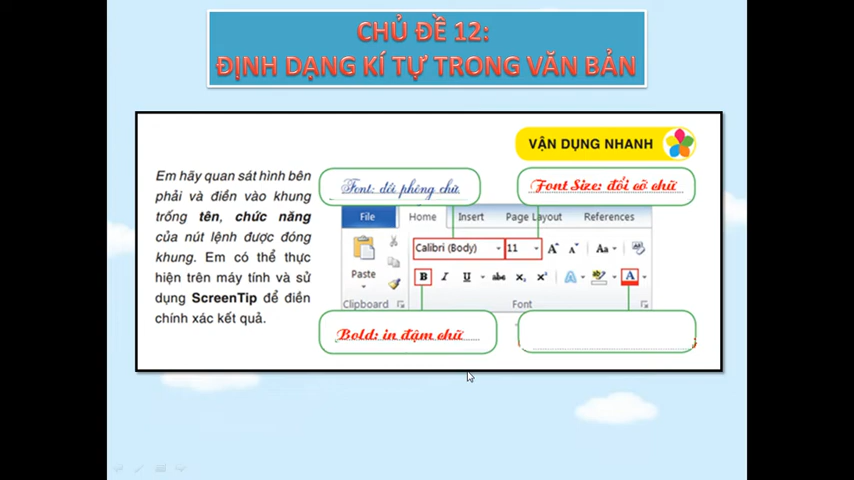 CHỦ ĐỀ 12:
ĐỊNH DẠNG KÍ TỰ TRONG VĂN BẢN
VẬN DỤNG NHANH
Em hãy quan sát hình bên
phải và điền vào khung
trống tên, chức năng
của nút lệnh được đóng
khung. Em có thể thực
hiện trên máy tính và sử
dụng ScreenTip để điền
chính xác kết quả.
Font: đổi phông chữ
Font Size: đổi cỡ chữ
File Home Insert Page Layout References
Calibri (Body) 11 A A Aa
Paste B I U abc X₂ X² A A
Clipboard Font
Bold: in đậm chữ